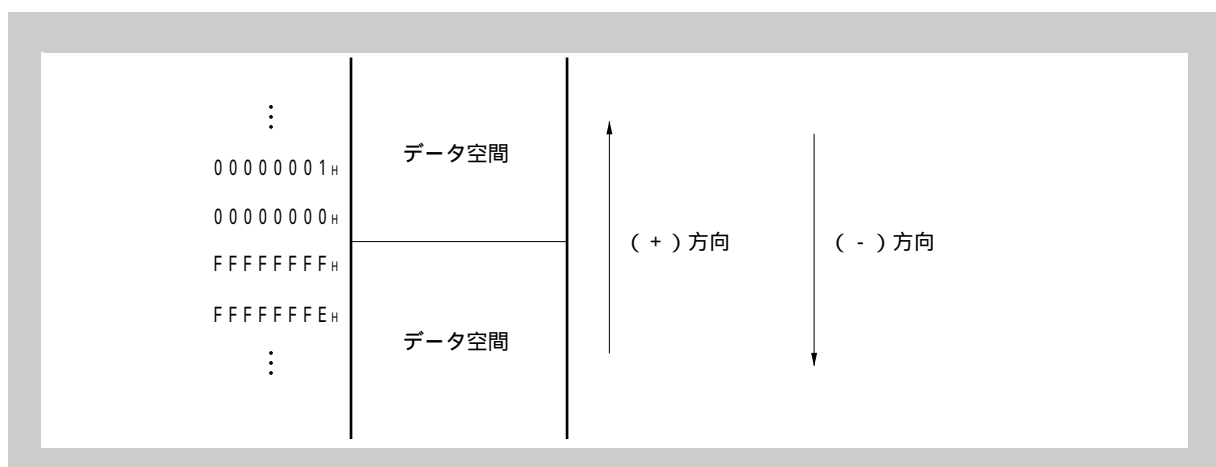 ⋮
データ空間
00000001H
00000000H
(+)方向
(-)方向
FFFFFFFFH
FFFFFFFEH
データ空間
⋮